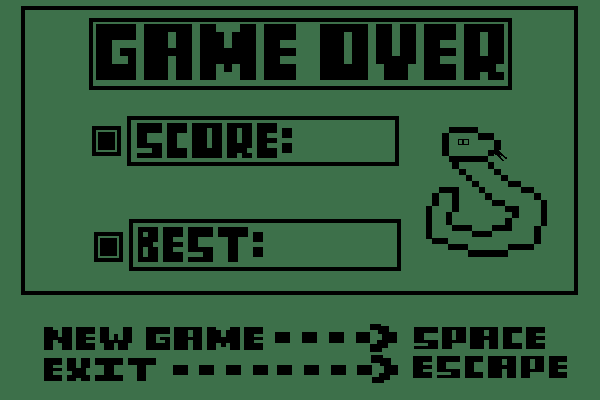 GAME OVER
SCORE:
BEST:
NEW GAME SPACE
EXIT ESCAPE